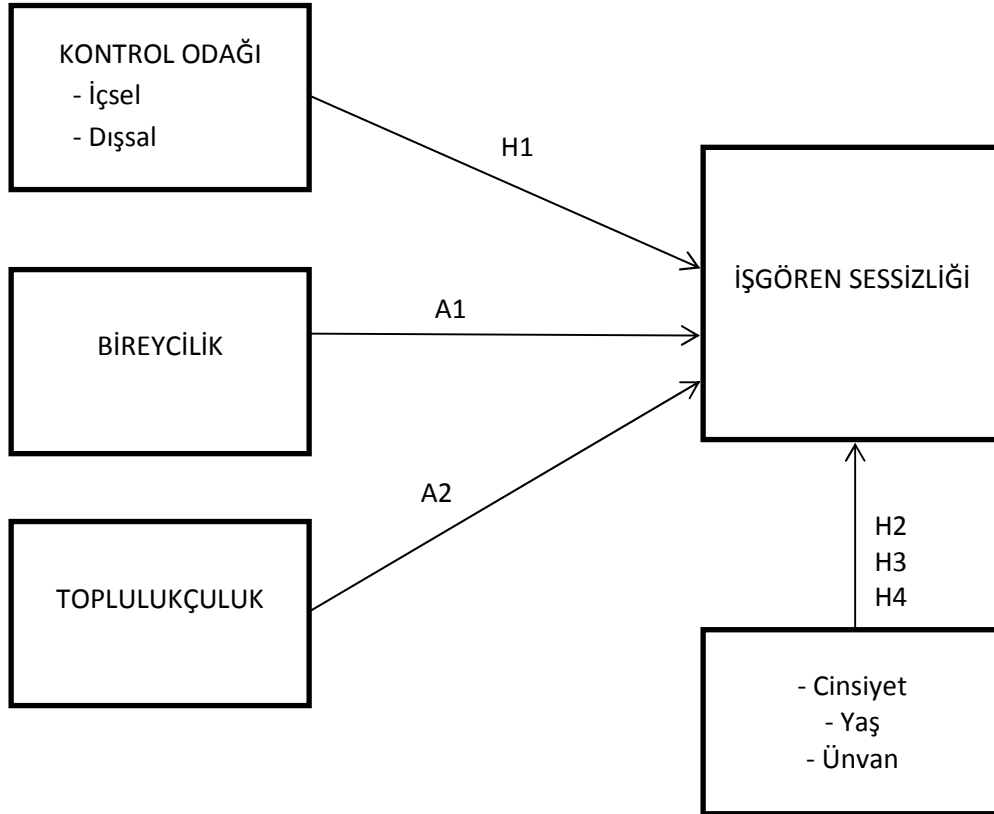 KONTROL ODAĞI
- İçsel
- Dışsal
H1
İŞGÖREN SESSİZLİĞİ
A1
BİREYCİLİK
A2
TOPLULUKÇULUK
H2
H3
H4
- Cinsiyet
- Yaş
- Ünvan